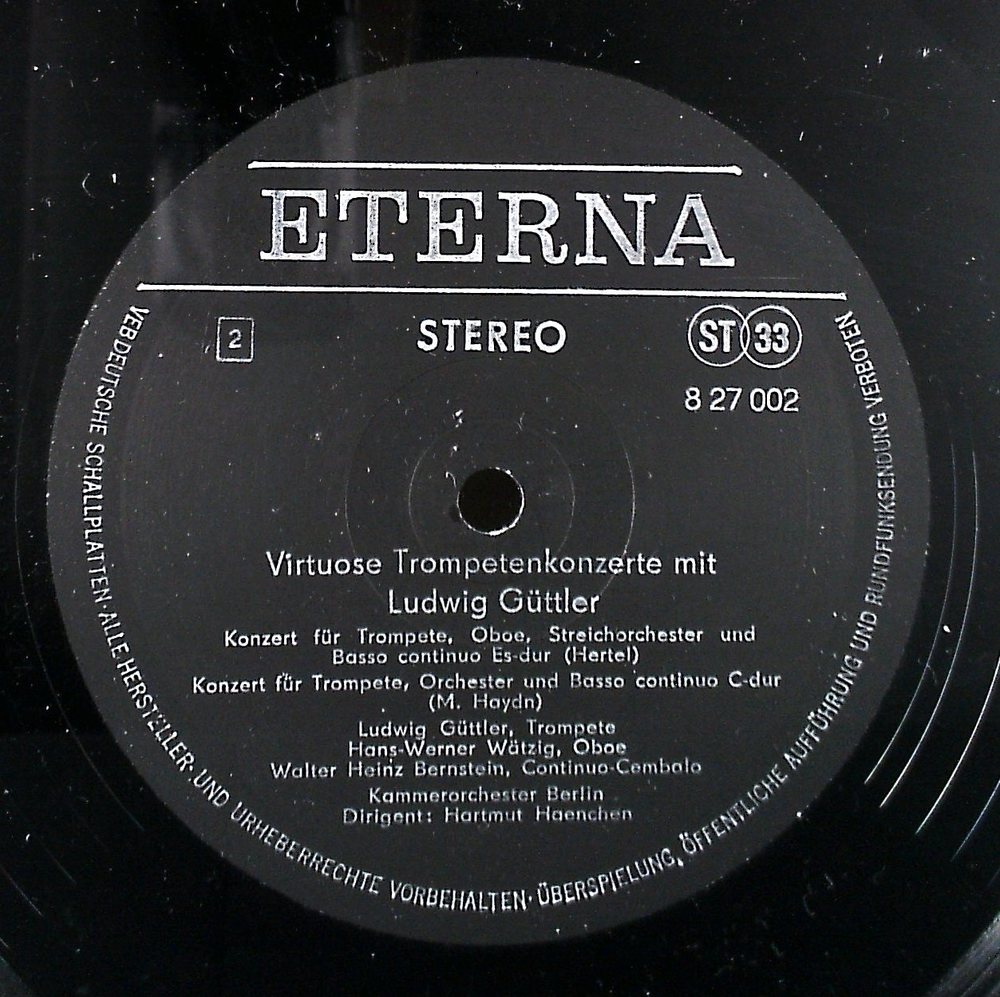 ETERNA
2
STEREO
ST 33
8 27 002
Virtuose Trompetenkonzerte mit
Ludwig Güttler
Konzert für Trompete, Oboe, Streichorchester und
Basso continuo Es-dur (Hertel)
Konzert für Trompete, Orchester und Basso continuo C-dur
(M. Haydn)
Ludwig Güttler, Trompete
Hans-Werner Wätzig, Oboe
Walter Heinz Bernstein, Continuo-Cembalo
Kammerorchester Berlin
Dirigent: Hartmut Haenchen
VEB DEUTSCHE SCHALLPLATTEN · ALLE HERSTELLER- UND URHEBERRECHTE VORBEHALTEN · ÜBERSPIELUNG, ÖFFENTLICHE AUFFÜHRUNG UND RUNDFUNKSENDUNG VERBOTEN